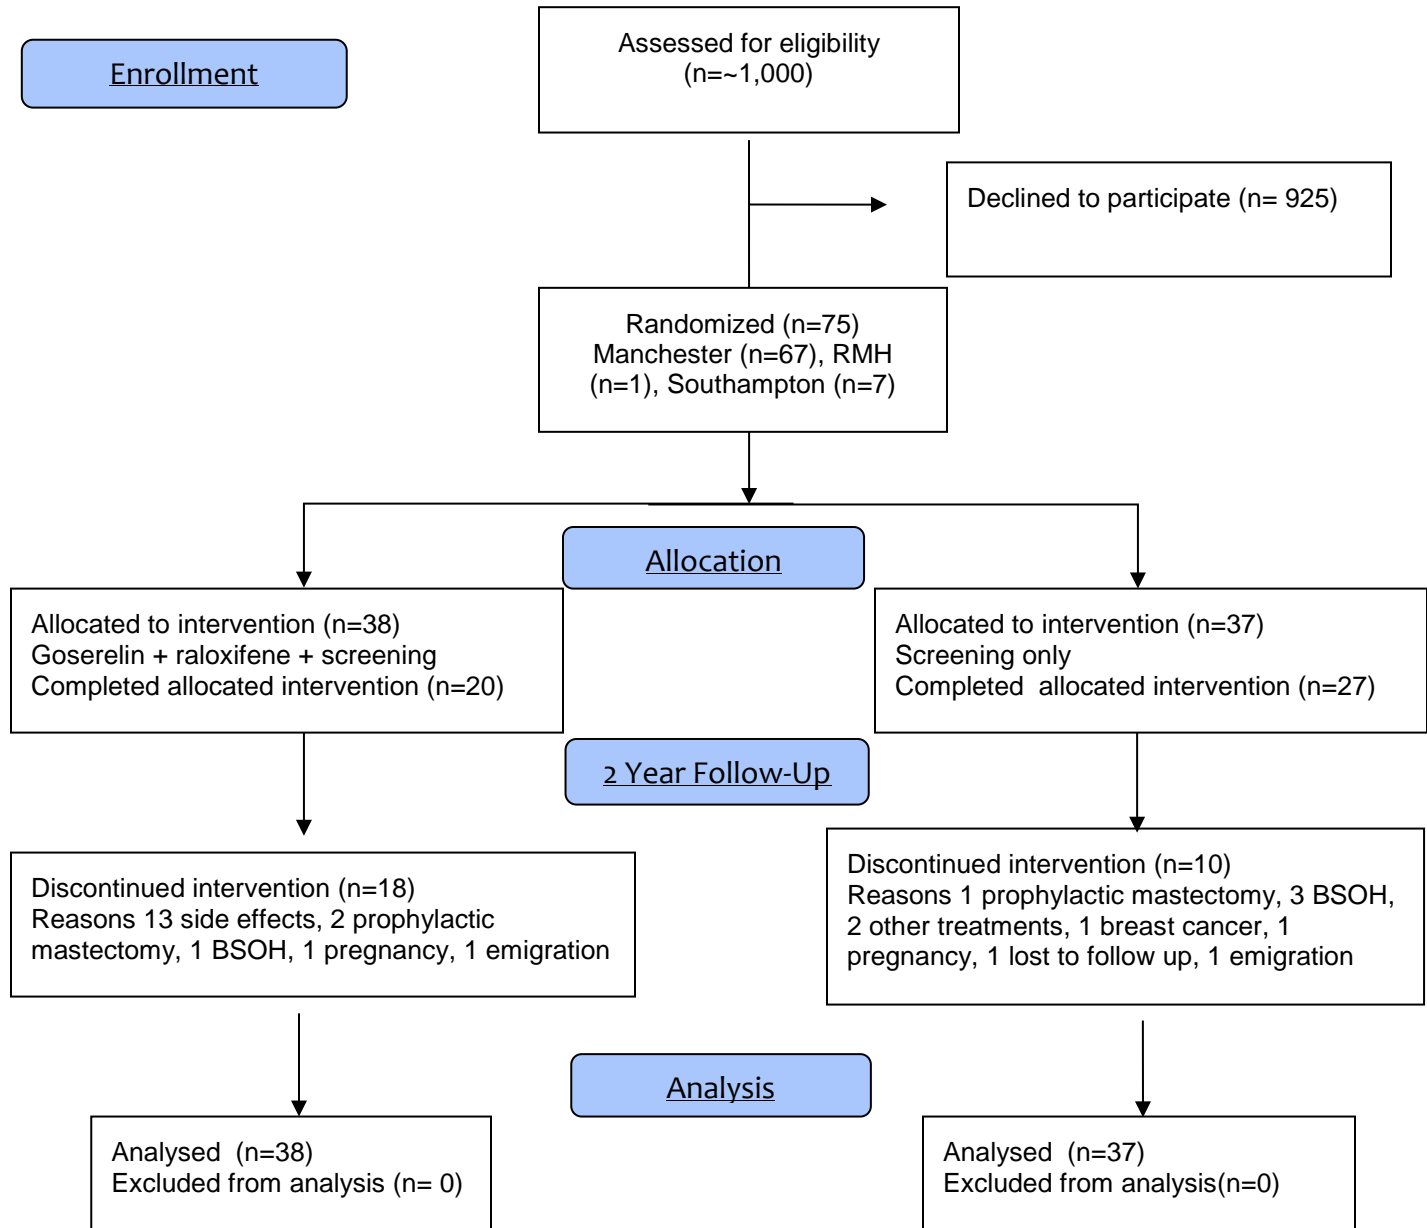 Enrollment
Assessed for eligibility
(n=~1,000)
Declined to participate (n= 925)
Randomized (n=75)
Manchester (n=67), RMH
(n=1), Southampton (n=7)
Allocation
Allocated to intervention (n=38)
Goserelin + raloxifene + screening
Completed allocated intervention (n=20)
Allocated to intervention (n=37)
Screening only
Completed  allocated intervention (n=27)
2 Year Follow-Up
Discontinued intervention (n=18)
Reasons 13 side effects, 2 prophylactic
mastectomy, 1 BSOH, 1 pregnancy, 1 emigration
Discontinued intervention (n=10)
Reasons 1 prophylactic mastectomy, 3 BSOH,
2 other treatments, 1 breast cancer, 1
pregnancy, 1 lost to follow up, 1 emigration
Analysis
Analysed  (n=38)
Excluded from analysis (n= 0)
Analysed  (n=37)
Excluded from analysis(n=0)